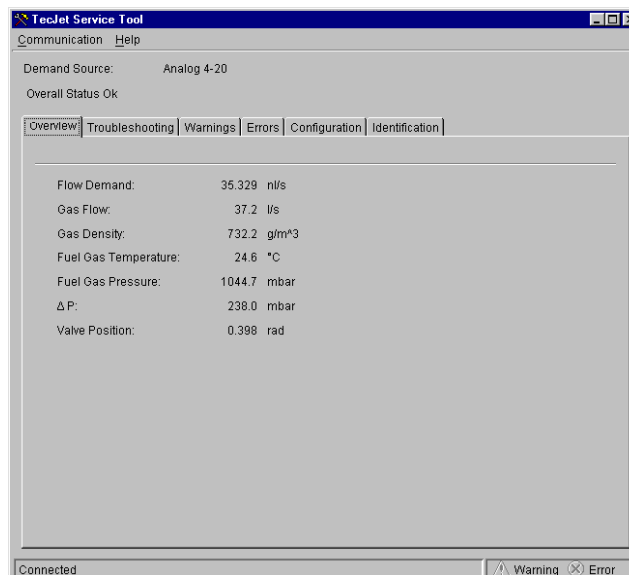 TecJet Service Tool
Communication Help
Demand Source: Analog 4-20
Overall Status Ok
Overview Troubleshooting Warnings Errors Configuration Identification
Flow Demand: 35.329 nl/s
Gas Flow: 37.2 l/s
Gas Density: 732.2 g/m^3
Fuel Gas Temperature: 24.6 °C
Fuel Gas Pressure: 1044.7 mbar
Δ P: 238.0 mbar
Valve Position: 0.398 rad
Connected Warning Error